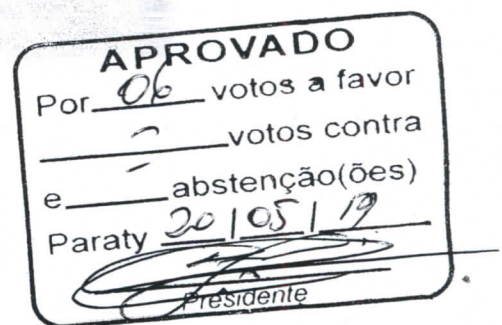 APROVADO
Por 06 votos a favor
- votos contra
e - abstenção(ões)
Paraty 20 | 05 | 19
Presidente